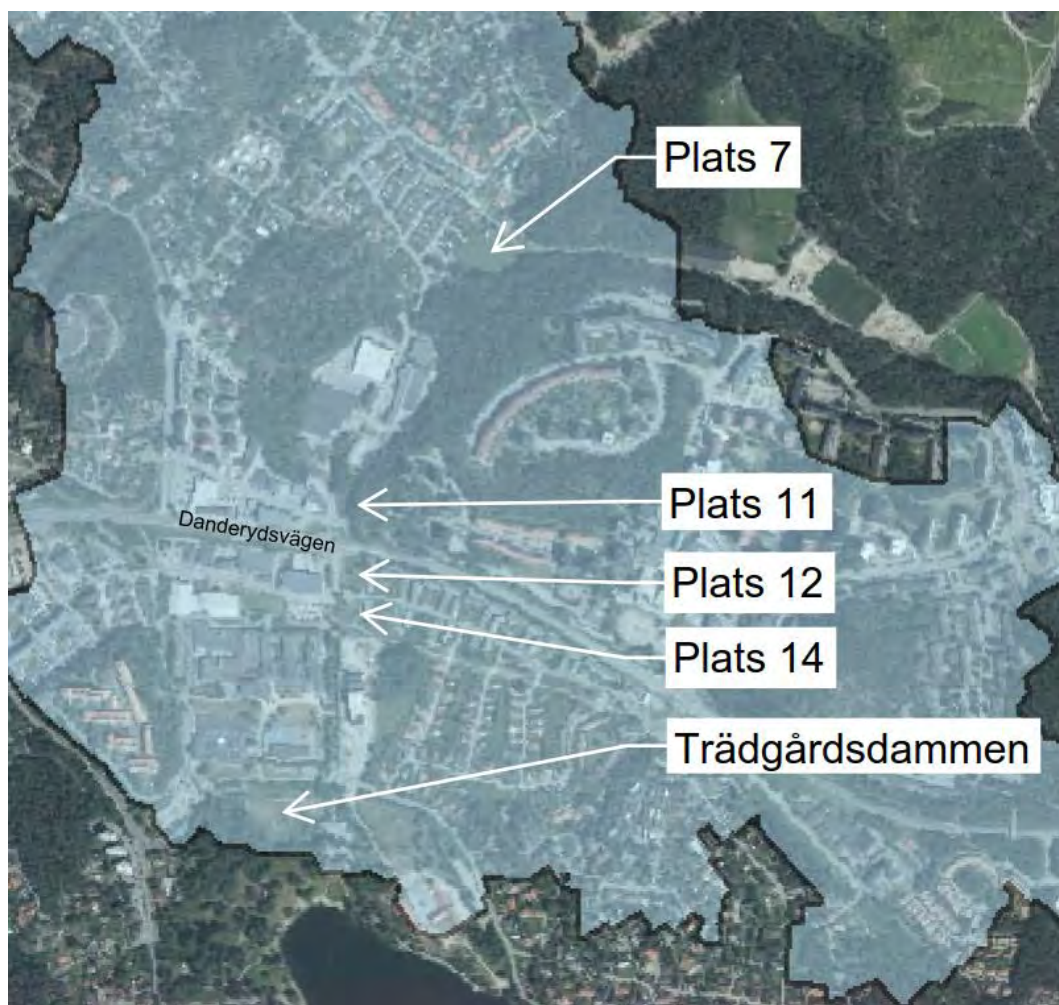 Plats 7
Plats 11
Danderydsvägen
Plats 12
Plats 14
Trädgårdsdammen